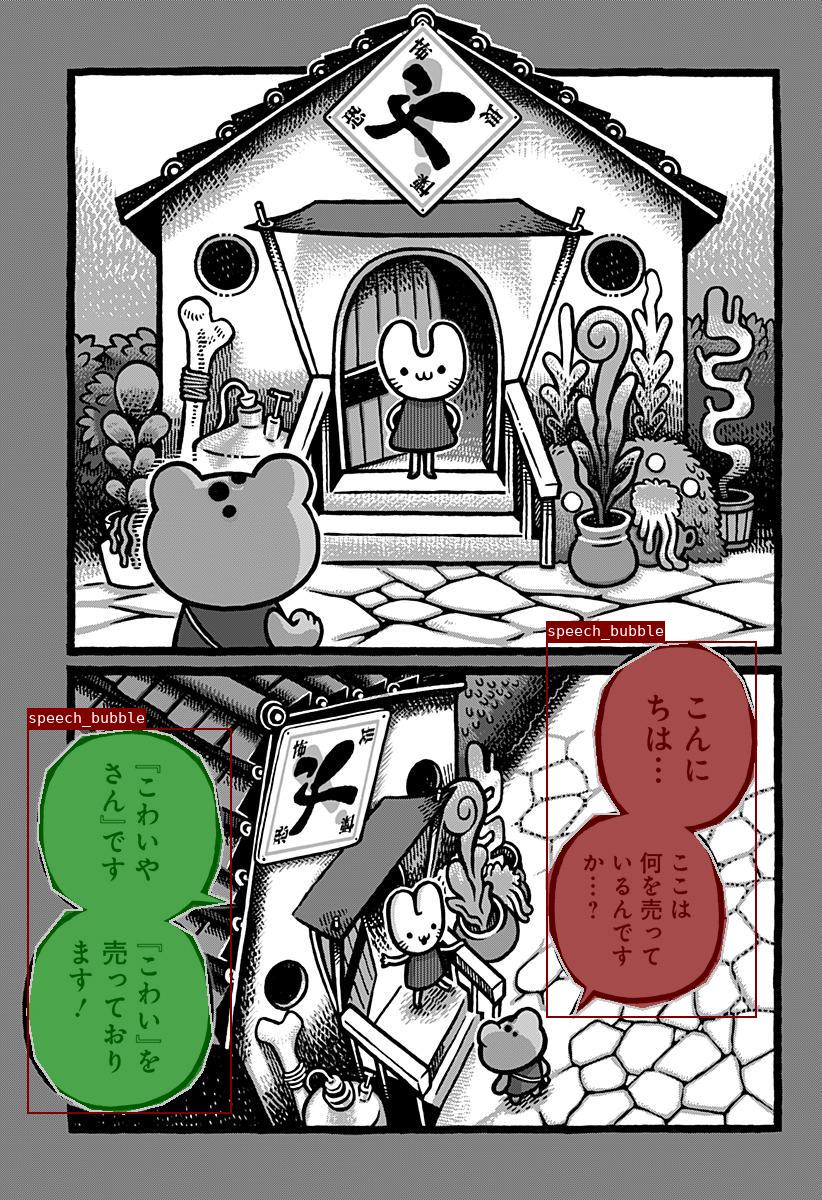 こんに
ちは…
ここは
何を売って
いるんです
か…?
『こわいや
さん』です
『こわい』を
売っており
ます!
speech_bubble
speech_bubble